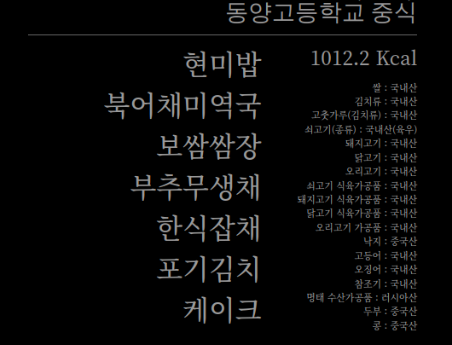 동양고등학교 중식
현미밥
북어채미역국
보쌈쌈장
부추무생채
한식잡채
포기김치
케이크
1012.2 Kcal
쌀 : 국내산
김치류 : 국내산
고춧가루(김치류) : 국내산
쇠고기(종류) : 국내산(육우)
돼지고기 : 국내산
닭고기 : 국내산
오리고기 : 국내산
쇠고기 식육가공품 : 국내산
돼지고기 식육가공품 : 국내산
닭고기 식육가공품 : 국내산
오리고기 가공품 : 국내산
낙지 : 중국산
고등어 : 국내산
오징어 : 국내산
참조기 : 국내산
명태 수산가공품 : 러시아산
두부 : 중국산
콩 : 중국산